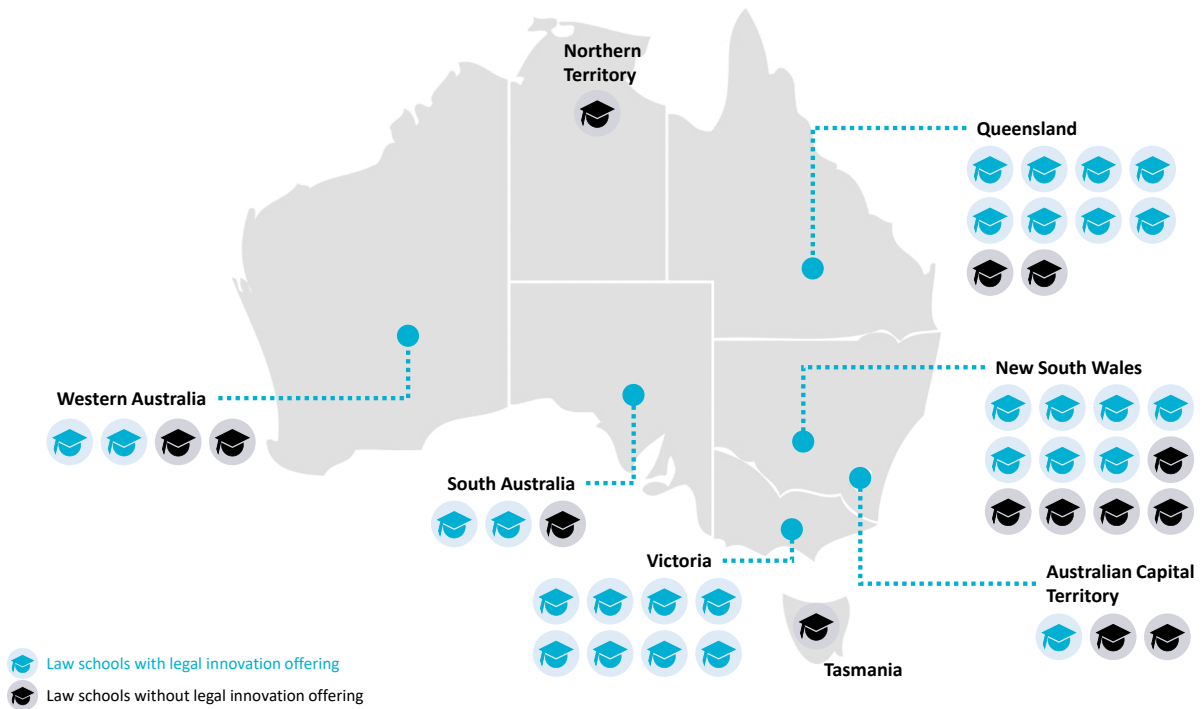 Northern
Territory
Queensland
New South Wales
Western Australia
South Australia
Victoria
Australian Capital
Territory
Tasmania
Law schools with legal innovation offering
Law schools without legal innovation offering